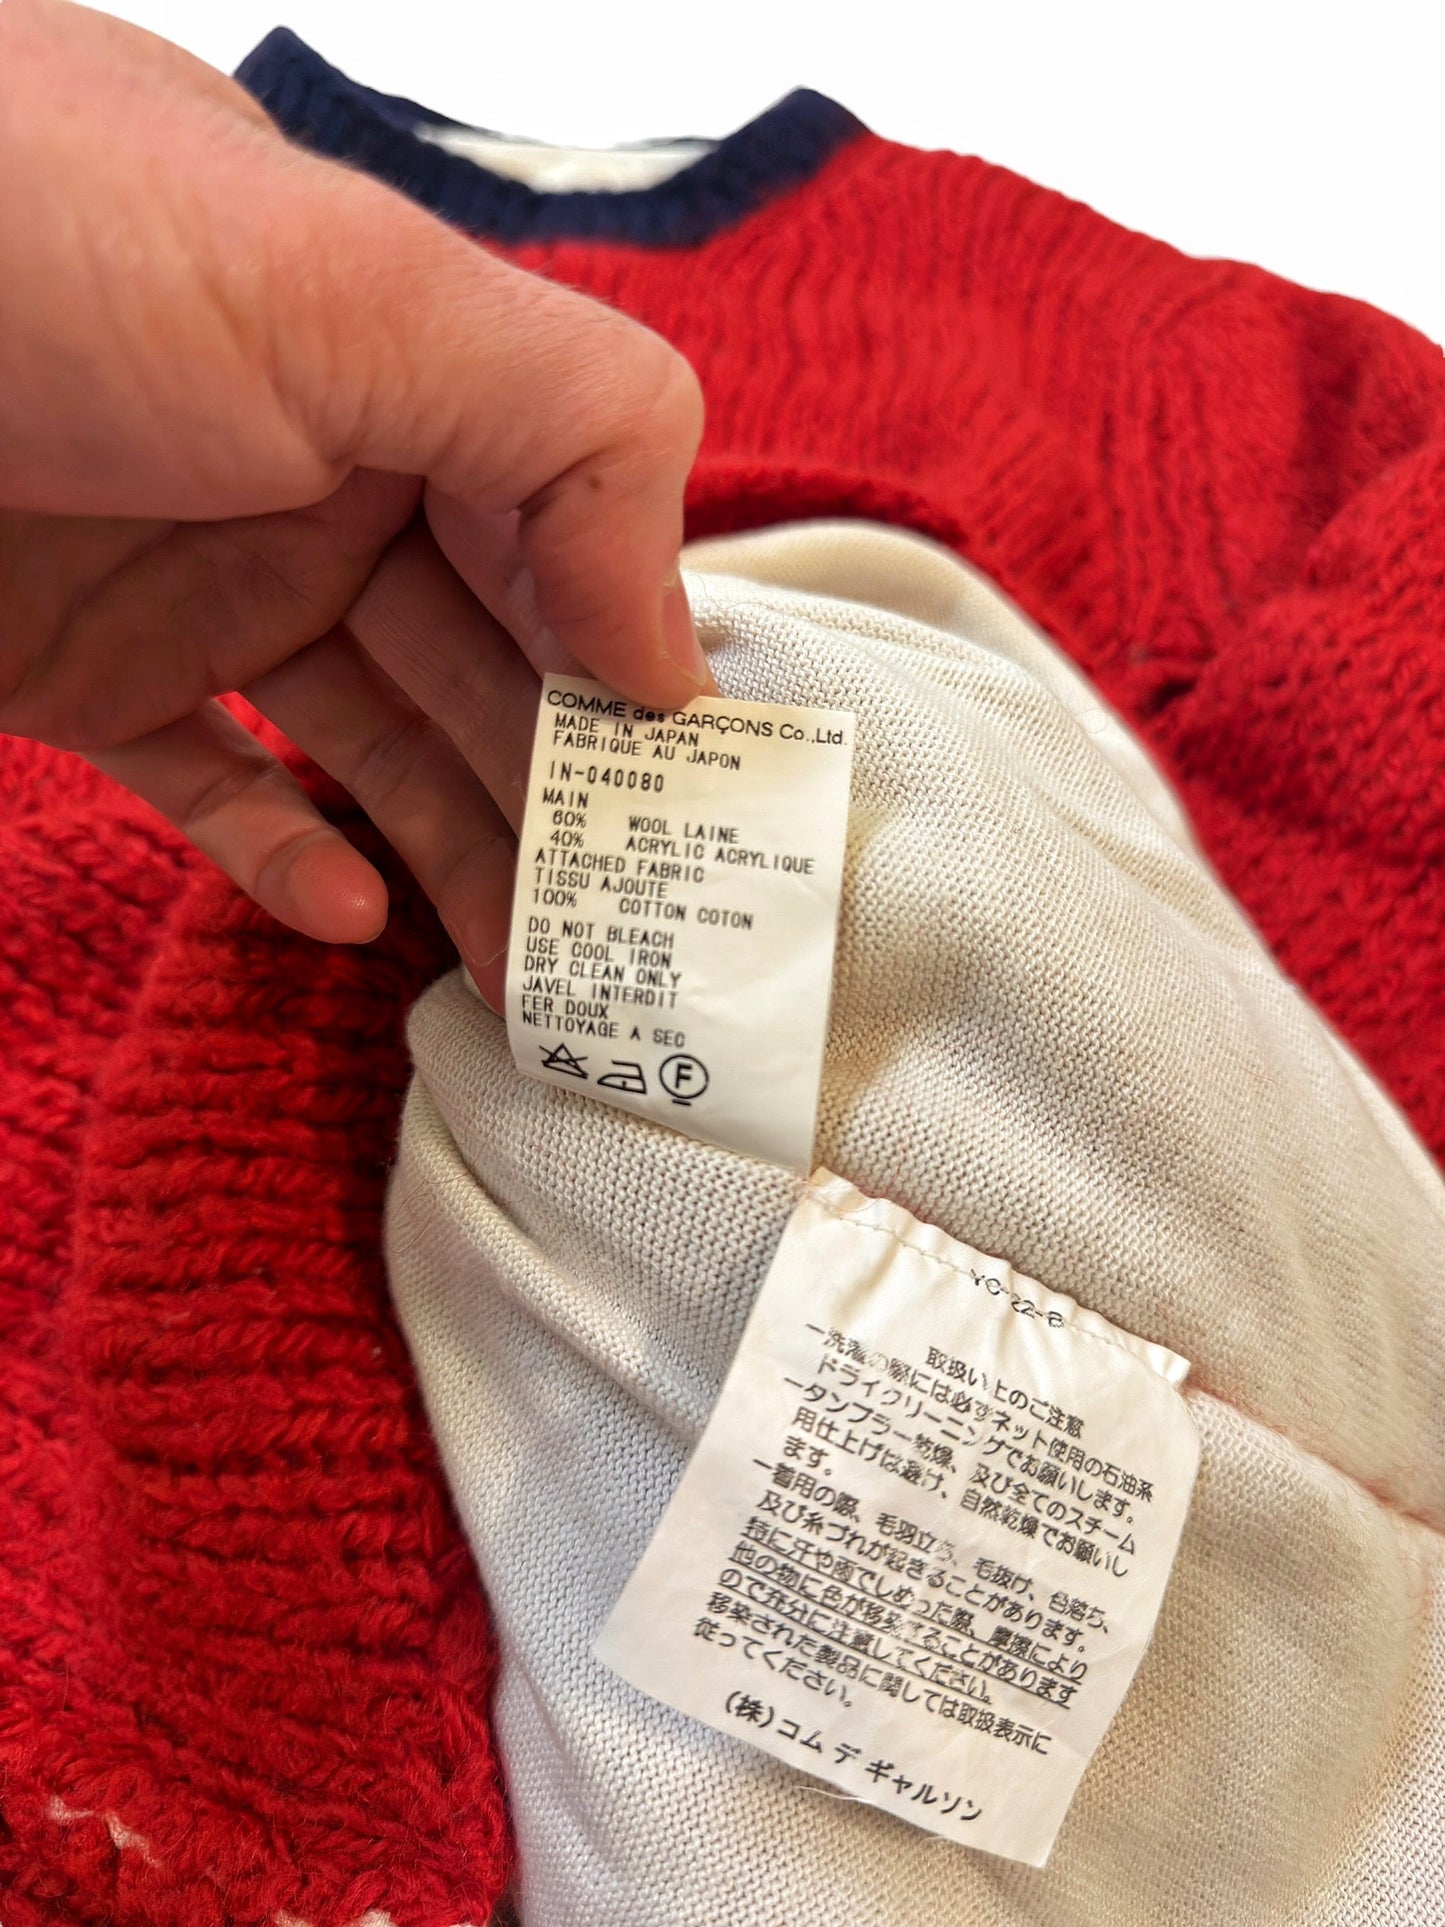 COMME des GARÇONS Co.,Ltd.
MADE IN JAPAN
FABRIQUE AU JAPON
IN-040080
MAIN
60% WOOL LAINE
40% ACRYLIC ACRYLIQUE
ATTACHED FABRIC
TISSU AJOUTE
100% COTTON COTON
DO NOT BLEACH
USE COOL IRON
DRY CLEAN ONLY
JAVEL INTERDIT
FER DOUX
NETTOYAGE A SEC
F
YC-22-B
取扱い上のご注意
ー洗濯の際には必ずネット使用の石油系
ドライクリーニングでお願いします。
ータンブラー乾燥、及び全てのスチーム
用仕上げは避け、自然乾燥でお願いし
ます。
ー着用の際、毛羽立ち、毛抜け、色落ち、
及び糸づれが起きることがあります。
特に汗や雨でしめった際、摩擦により
他の物に色が移染することがあります
ので充分に注意してください。
移染された製品に関しては取扱表示に
従ってください。
(株)コム デ ギャルソン